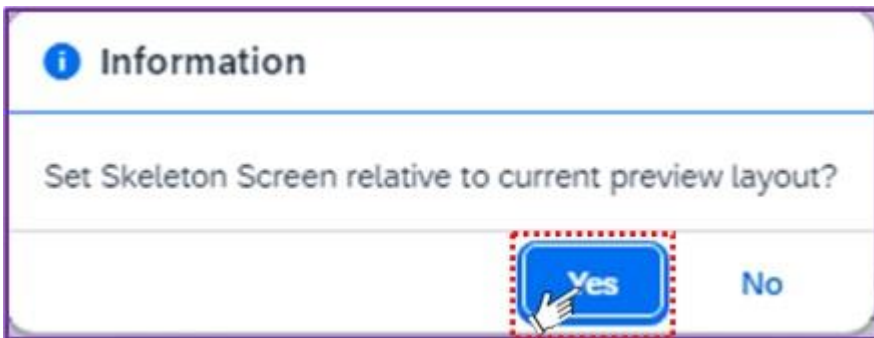 Information
Set Skeleton Screen relative to current preview layout?
Yes
No